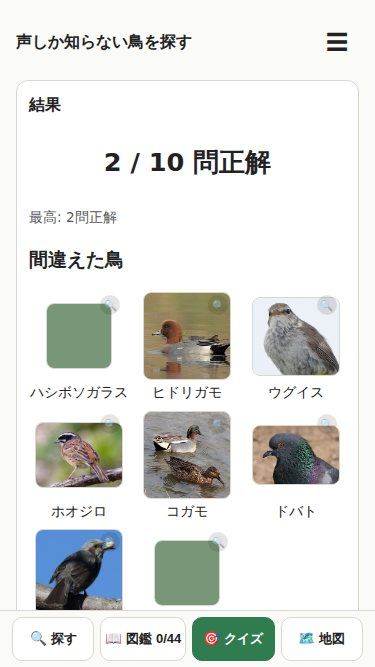 声しか知らない鳥を探す
結果
2 / 10 問正解
最高: 2問正解
間違えた鳥
ハシボソガラス ヒドリガモ ウグイス
ホオジロ コガモ ドバト
探す 図鑑 0/44 クイズ 地図